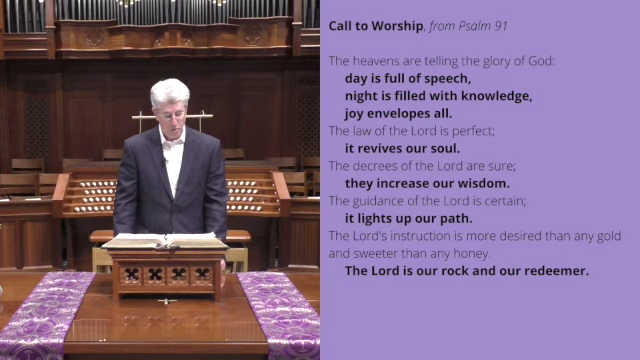 Call to Worship, from Psalm 91
The heavens are telling the glory of God:
day is full of speech,
night is filled with knowledge,
joy envelopes all.
The law of the Lord is perfect;
it revives our soul.
The decrees of the Lord are sure;
they increase our wisdom.
The guidance of the Lord is certain;
it lights up our path.
The Lord's instruction is more desired than any gold
and sweeter than any honey.
The Lord is our rock and our redeemer.